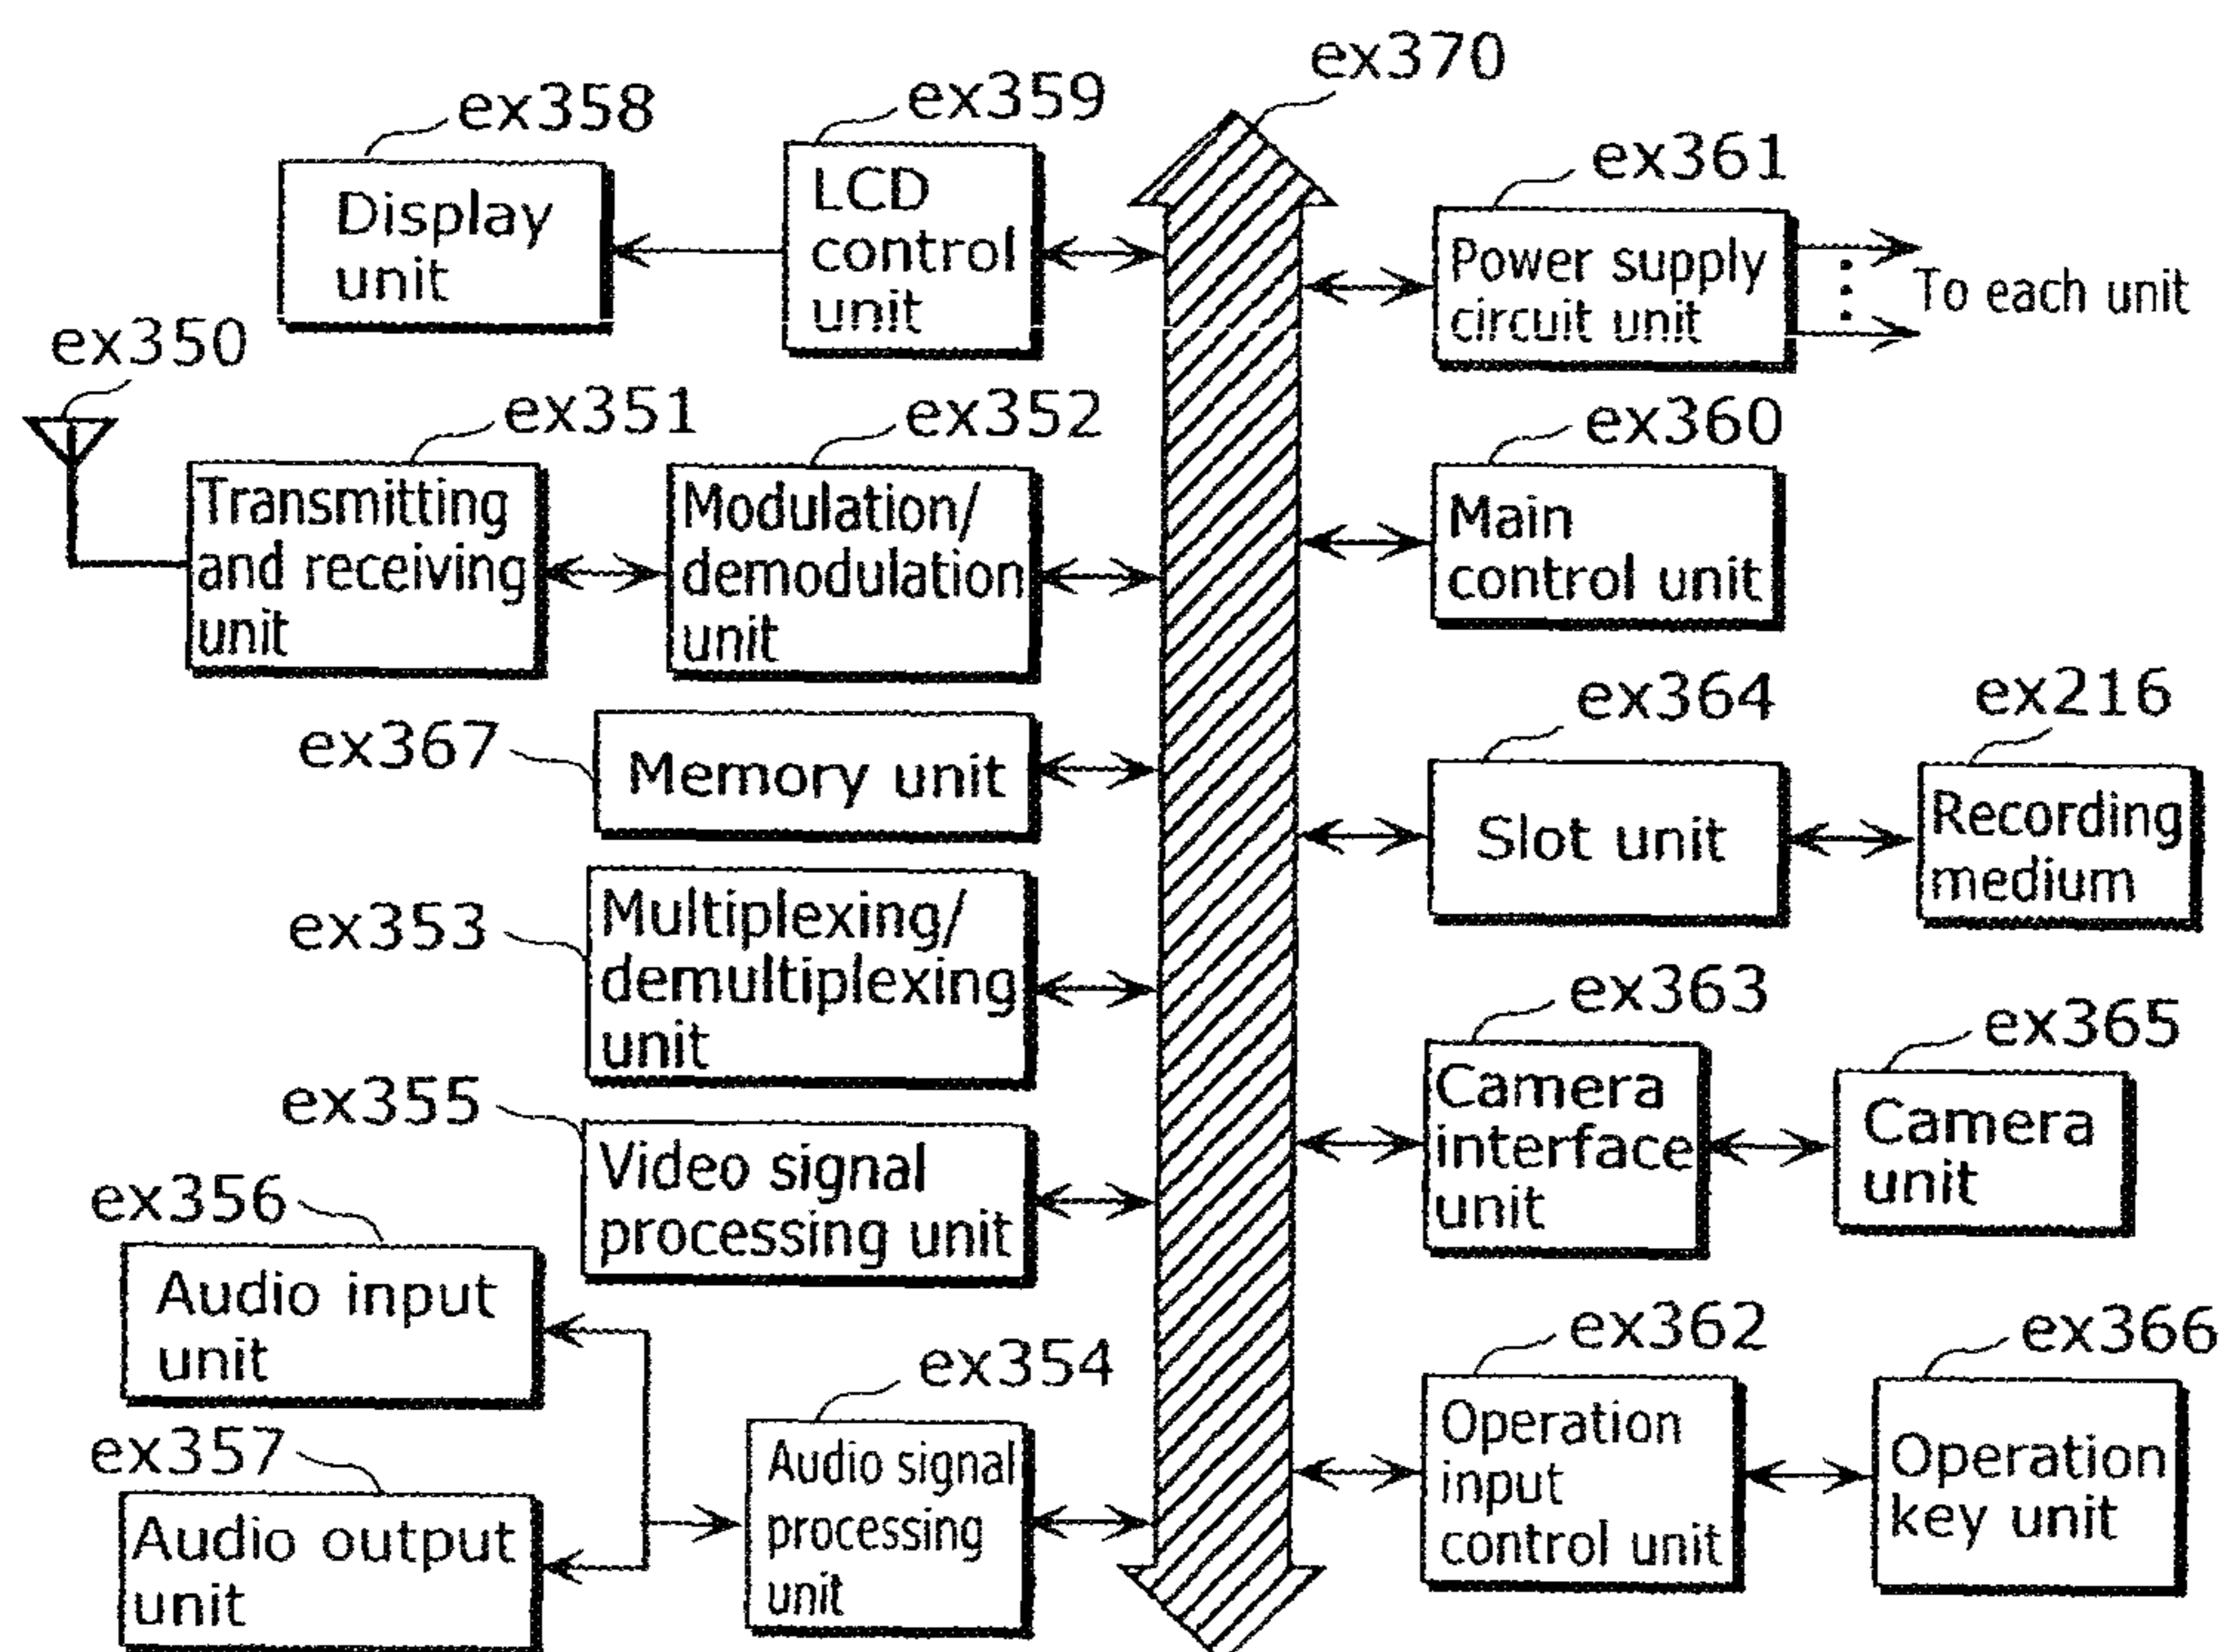 ex370
ex358
ex359
ex361
Display
unit
LCD
control
unit
Power supply
circuit unit
To each unit
ex350
ex351
ex352
ex360
Transmitting
and receiving
unit
Modulation/
demodulation
unit
Main
control unit
ex367
Memory unit
ex364
ex216
Slot unit
Recording
medium
ex353
Multiplexing/
demultiplexing
unit
ex363
ex365
Camera
interface
unit
Camera
unit
ex355
Video signal
processing unit
ex356
Audio input
unit
ex354
ex362
ex366
ex357
Audio output
unit
Audio signal
processing
unit
Operation
input
control unit
Operation
key unit